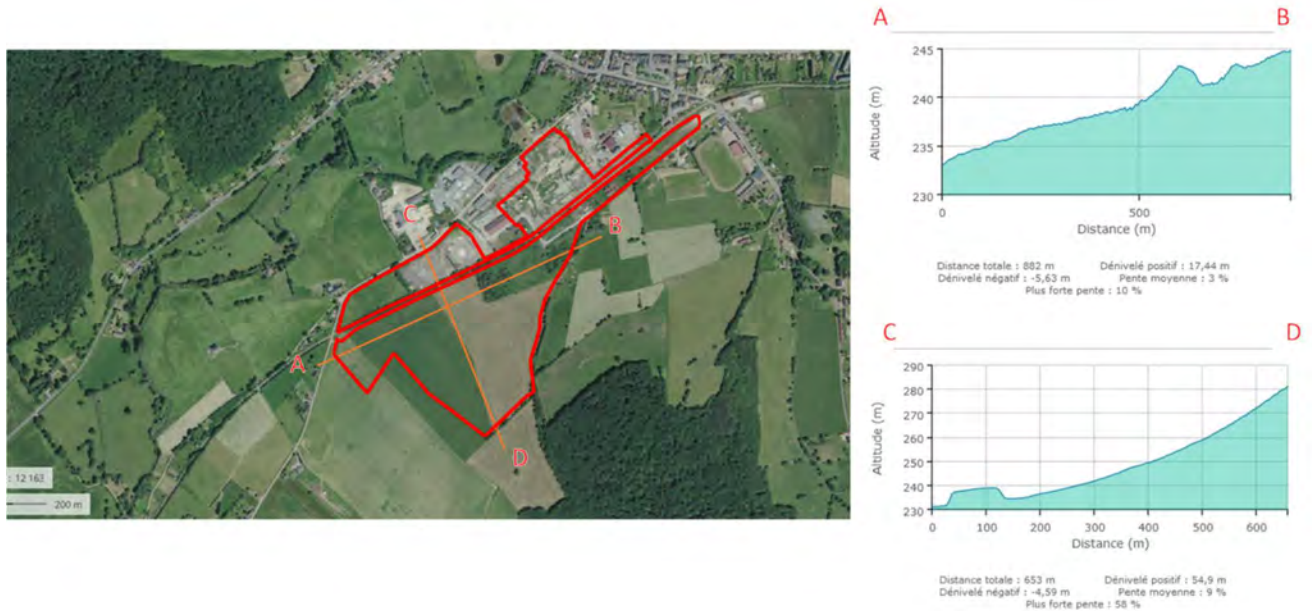 A B
245
240
235
230
Altitude (m)
0 500
Distance (m)
Distance totale : 882 m Dénivelé positif : 17,44 m
Dénivelé négatif : -5,63 m Pente moyenne : 3 %
Plus forte pente : 10 %
C
B
A
D
: 12 163
200 m
C D
290
280
270
260
250
240
230
Altitude (m)
0 100 200 300 400 500 600
Distance (m)
Distance totale : 653 m Dénivelé positif : 54,9 m
Dénivelé négatif : -4,59 m Pente moyenne : 9 %
Plus forte pente : 58 %